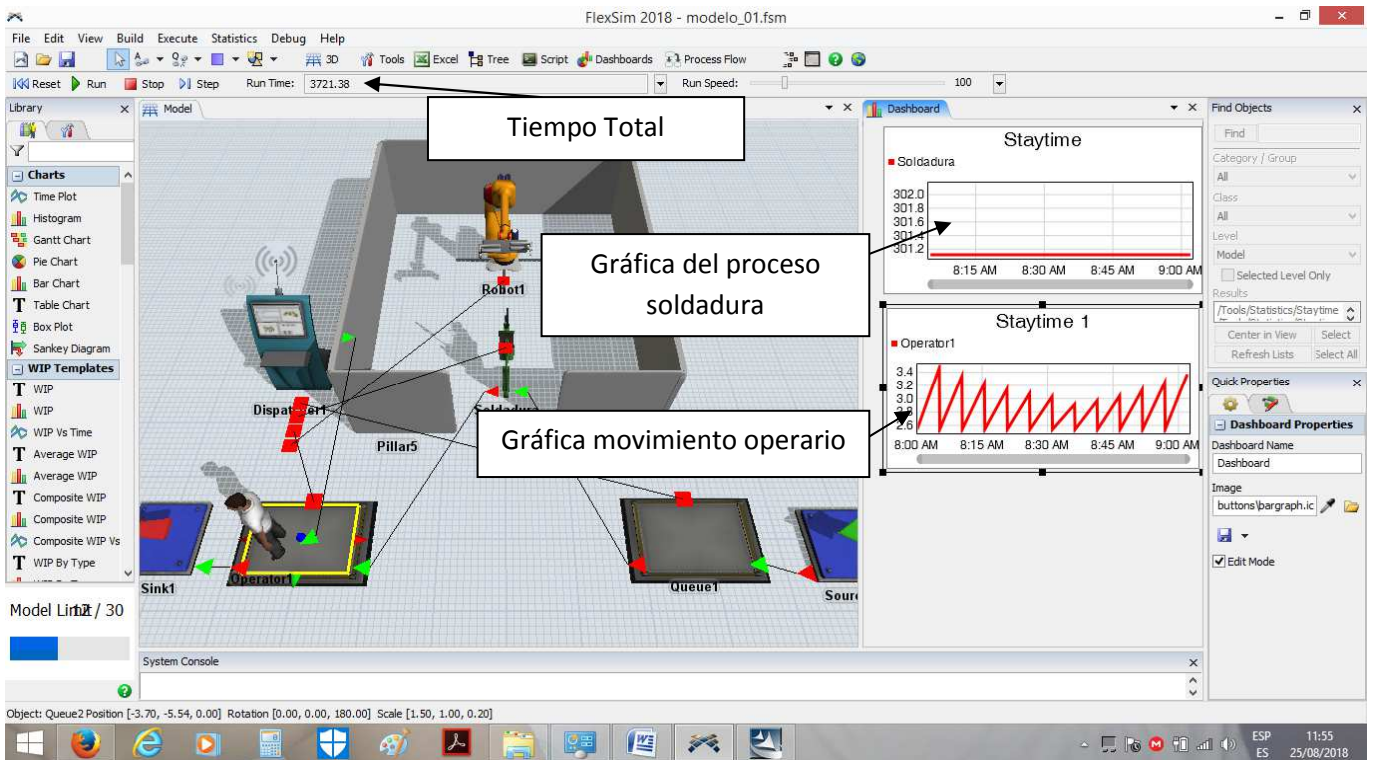 FlexSim 2018 - modelo_01.fsm
File Edit View Build Execute Statistics Debug Help
3D Tools Excel Tree Script Dashboards Process Flow
Reset Run Stop Step Run Time: 3721.38 Run Speed: 100
Library
Model
Dashboard
Find Objects
Tiempo Total
Charts
Time Plot
Histogram
Gantt Chart
Pie Chart
Bar Chart
Table Chart
Box Plot
Sankey Diagram
WIP Templates
WIP
WIP
WIP Vs Time
Average WIP
Average WIP
Composite WIP
Composite WIP
Composite WIP Vs
WIP By Type
Model Limit / 30
Robot1
Pillar5
Sink1
Operator1
Queue1
Gráfica del proceso
soldadura
Gráfica movimiento operario
Staytime
Soldadura
302.0
301.8
301.6
301.4
301.2
8:15 AM 8:30 AM 8:45 AM 9:00 AM
Staytime 1
Operator1
3.4
3.2
3.0
2.6
8:00 AM 8:15 AM 8:30 AM 8:45 AM 9:00 AM
Find
Category / Group
All
Class
All
Level
Model
Selected Level Only
Results
/Tools/Statistics/Staytime
Center in View Select
Refresh Lists Select All
Quick Properties
Dashboard Properties
Dashboard Name
Dashboard
Image
buttons\bargraph.ic
Edit Mode
System Console
Object: Queue2 Position [-3.70, -5.54, 0.00] Rotation [0.00, 0.00, 180.00] Scale [1.50, 1.00, 0.20]
ESP 11:55
ES 25/08/2018